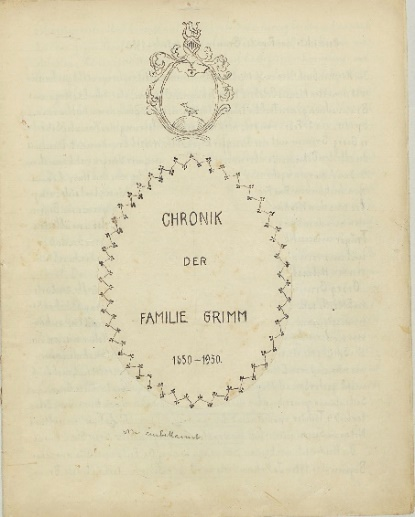 CHRONIK
DER
FAMILIE GRIMM
1550–1950.